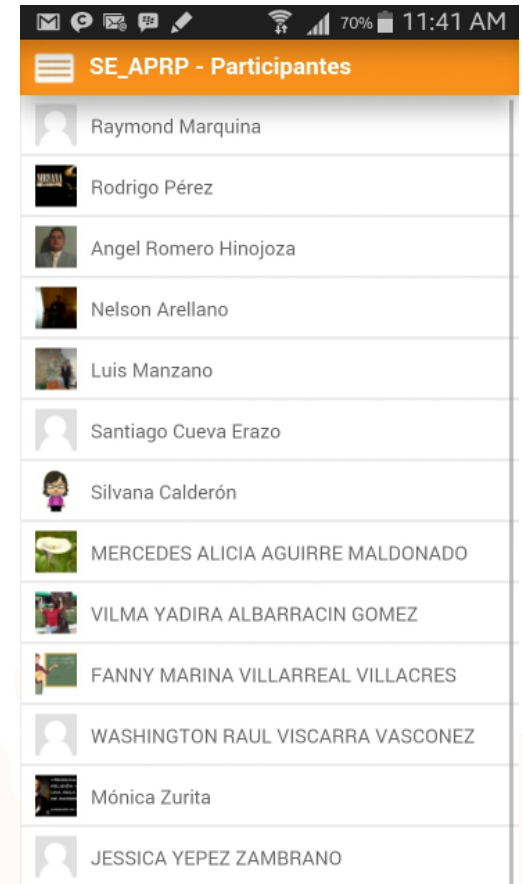 70% 11:41 AM
SE_APRP - Participantes
Raymond Marquina
NIRVANA
Rodrigo Pérez
Angel Romero Hinojoza
Nelson Arellano
Luis Manzano
Santiago Cueva Erazo
Silvana Calderón
MERCEDES ALICIA AGUIRRE MALDONADO
VILMA YADIRA ALBARRACIN GOMEZ
FANNY MARINA VILLARREAL VILLACRES
WASHINGTON RAUL VISCARRA VASCONEZ
Mónica Zurita
JESSICA YEPEZ ZAMBRANO